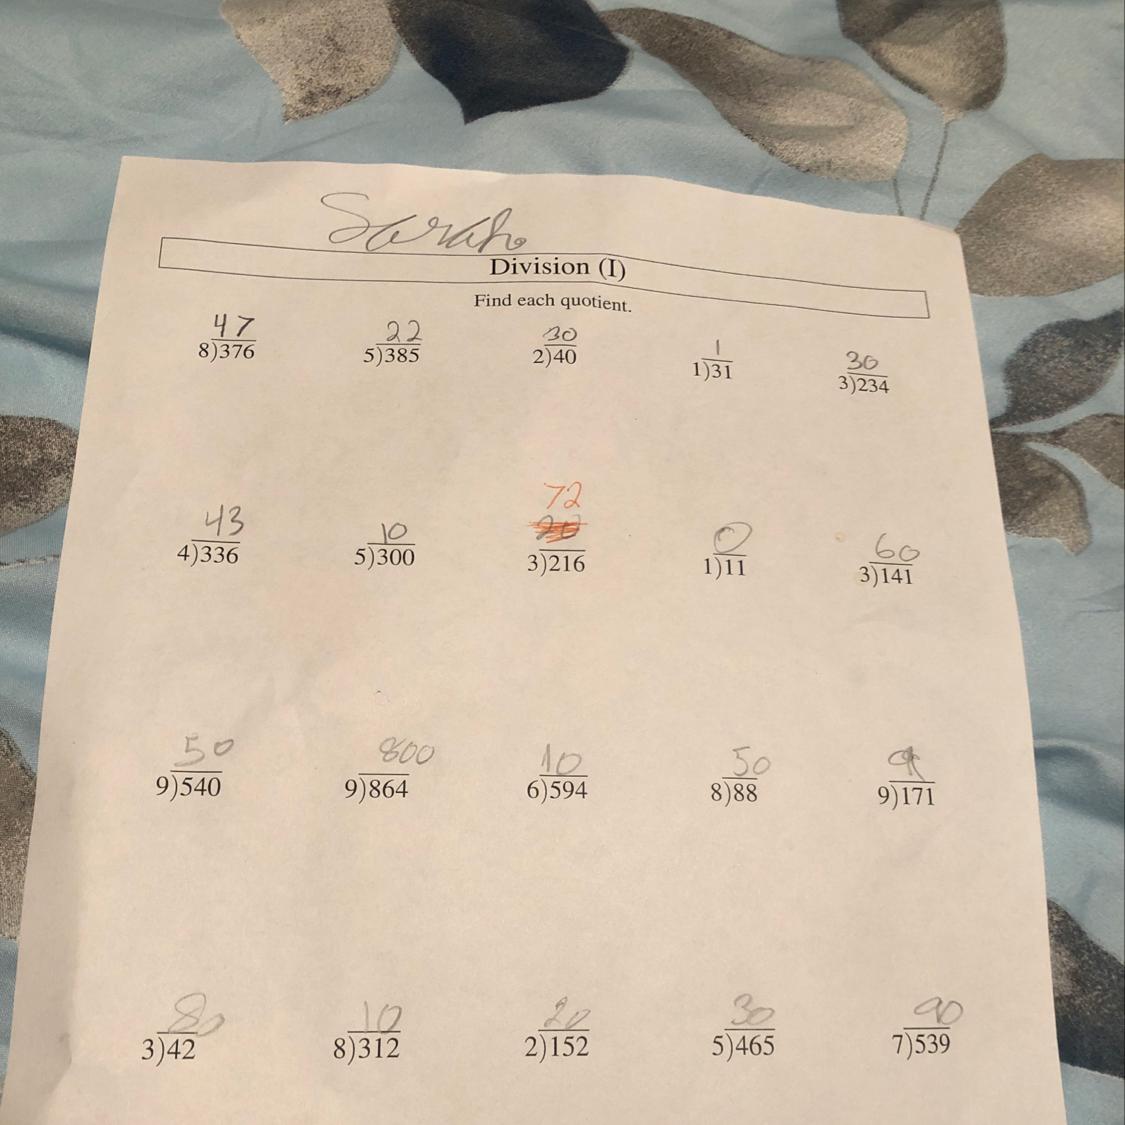 Sarah
Division (I)
Find each quotient.
47 22 30 1 30
8)376 5)385 2)40 1)31 3)234
72
43 10 0 60
4)336 5)300 3)216 1)11 3)141
50 800 10 50
9)540 9)864 6)594 8)88 9)171
80 10 20 30 90
3)42 8)312 2)152 5)465 7)539